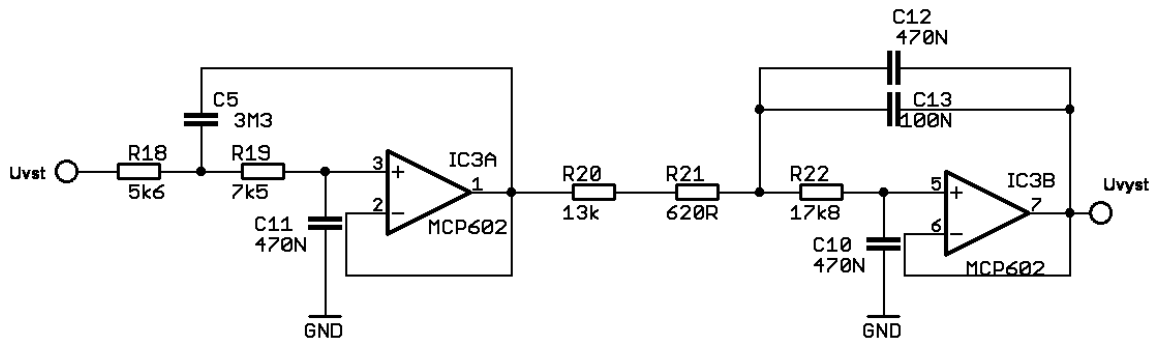 C12
470N
C5
3M3
C13
100N
Uvst
R18
5k6
R19
7k5
3
2
1
IC3A
MCP602
C11
470N
GND
R20
13k
R21
620R
R22
17k8
5
6
7
IC3B
MCP602
C10
470N
GND
Uvyst